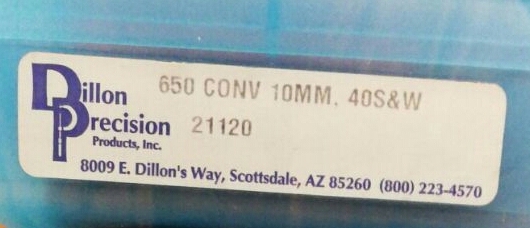 Dillon
Precision
Products, Inc.
650 CONV 10MM, 40S&W
21120
8009 E. Dillon's Way, Scottsdale, AZ 85260 (800) 223-4570